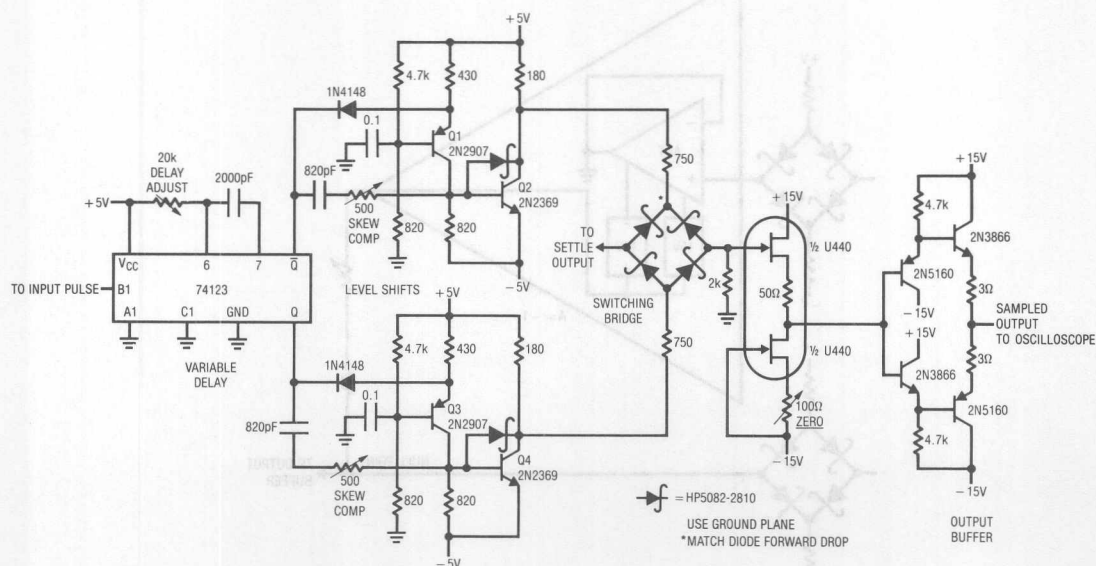 +5V
4.7k
430
180
1N4148
0.1
Q1
2N2907
820pF
500
SKEW
COMP
820
820
Q2
2N2369
-5V
20k
DELAY
ADJUST
2000pF
+5V
VCC
6
7
Q̅
TO INPUT PULSE
B1
74123
A1
C1
GND
Q
VARIABLE
DELAY
LEVEL SHIFTS
+5V
4.7k
430
180
1N4148
0.1
Q3
2N2907
820pF
500
SKEW
COMP
820
820
Q4
2N2369
-5V
750
*
TO
SETTLE
OUTPUT
SWITCHING
BRIDGE
750
2k
+15V
½ U440
50Ω
½ U440
100Ω
ZERO
-15V
+15V
4.7k
2N3866
2N5160
-15V
3Ω
SAMPLED
OUTPUT
TO OSCILLOSCOPE
+15V
3Ω
2N3866
2N5160
4.7k
-15V
OUTPUT
BUFFER
= HP5082-2810
USE GROUND PLANE
*MATCH DIODE FORWARD DROP